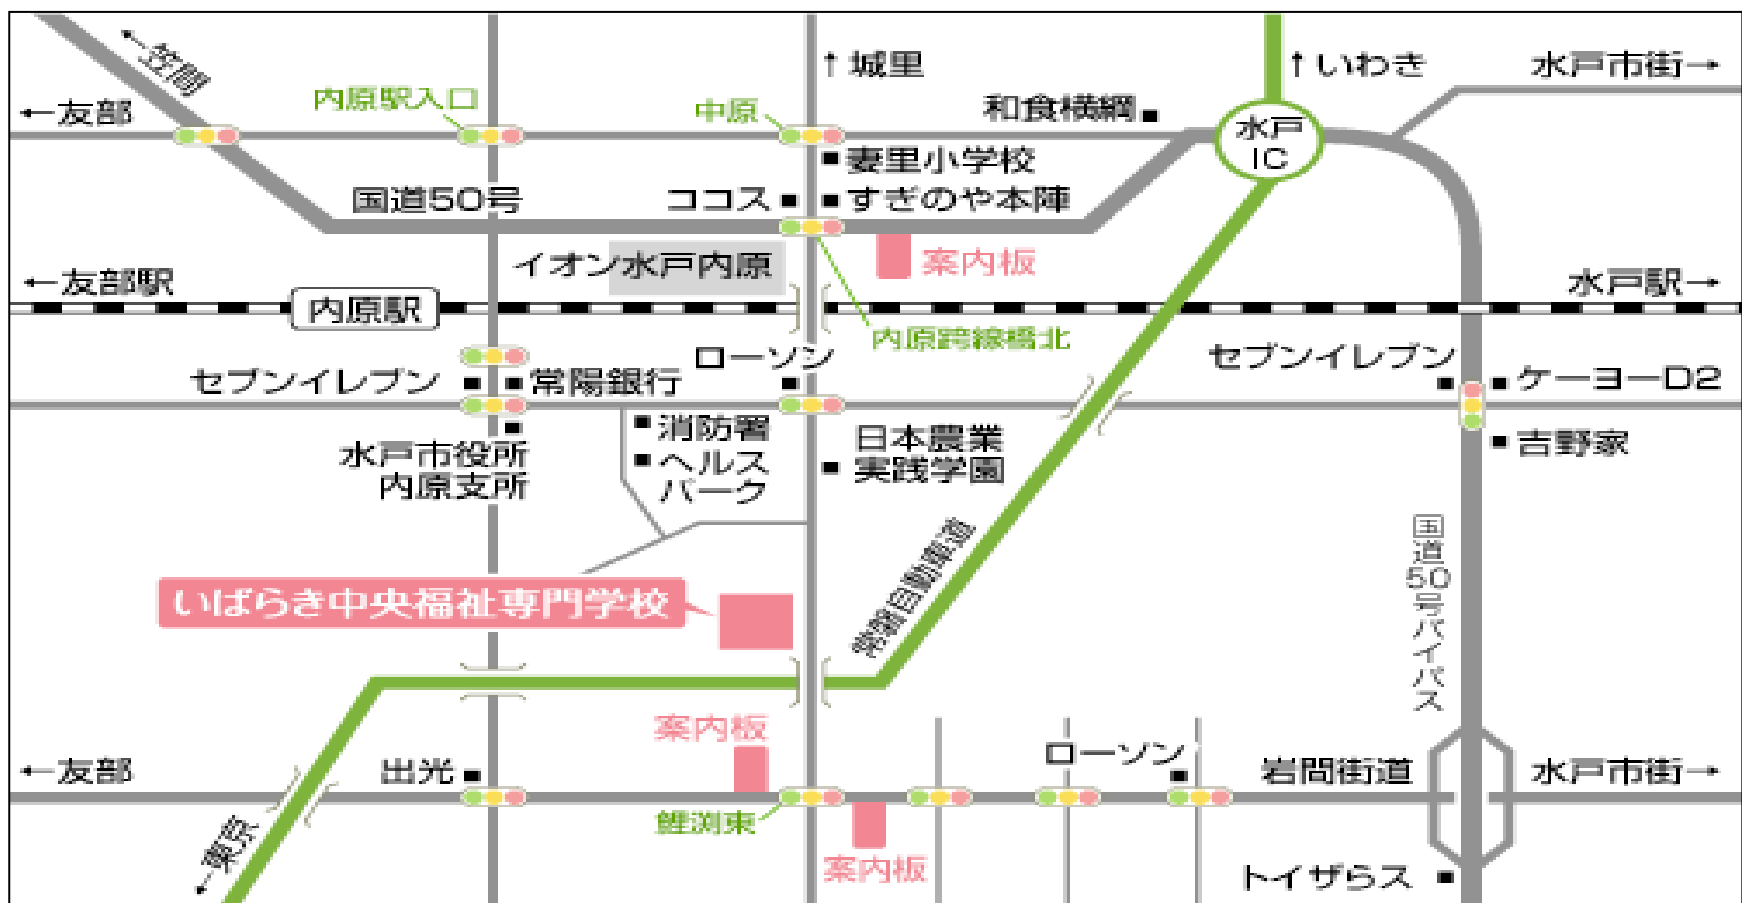 ←笠間
↑城里
↑いわき
水戸市街→
←友部
内原駅入口
中原
和食横綱
水戸
IC
妻里小学校
国道50号
ココス
すぎのや本陣
イオン水戸内原
案内板
←友部駅
水戸駅→
内原駅
内原跨線橋北
ローソン
セブンイレブン
セブンイレブン
常陽銀行
ケーヨーD2
消防署
日本農業
実践学園
吉野家
水戸市役所
内原支所
ヘルス
パーク
常磐自動車道
国道50号バイパス
いばらき中央福祉専門学校
案内板
ローソン
←友部
出光
岩間街道
水戸市街→
鯉渕東
←東京
案内板
トイザらス